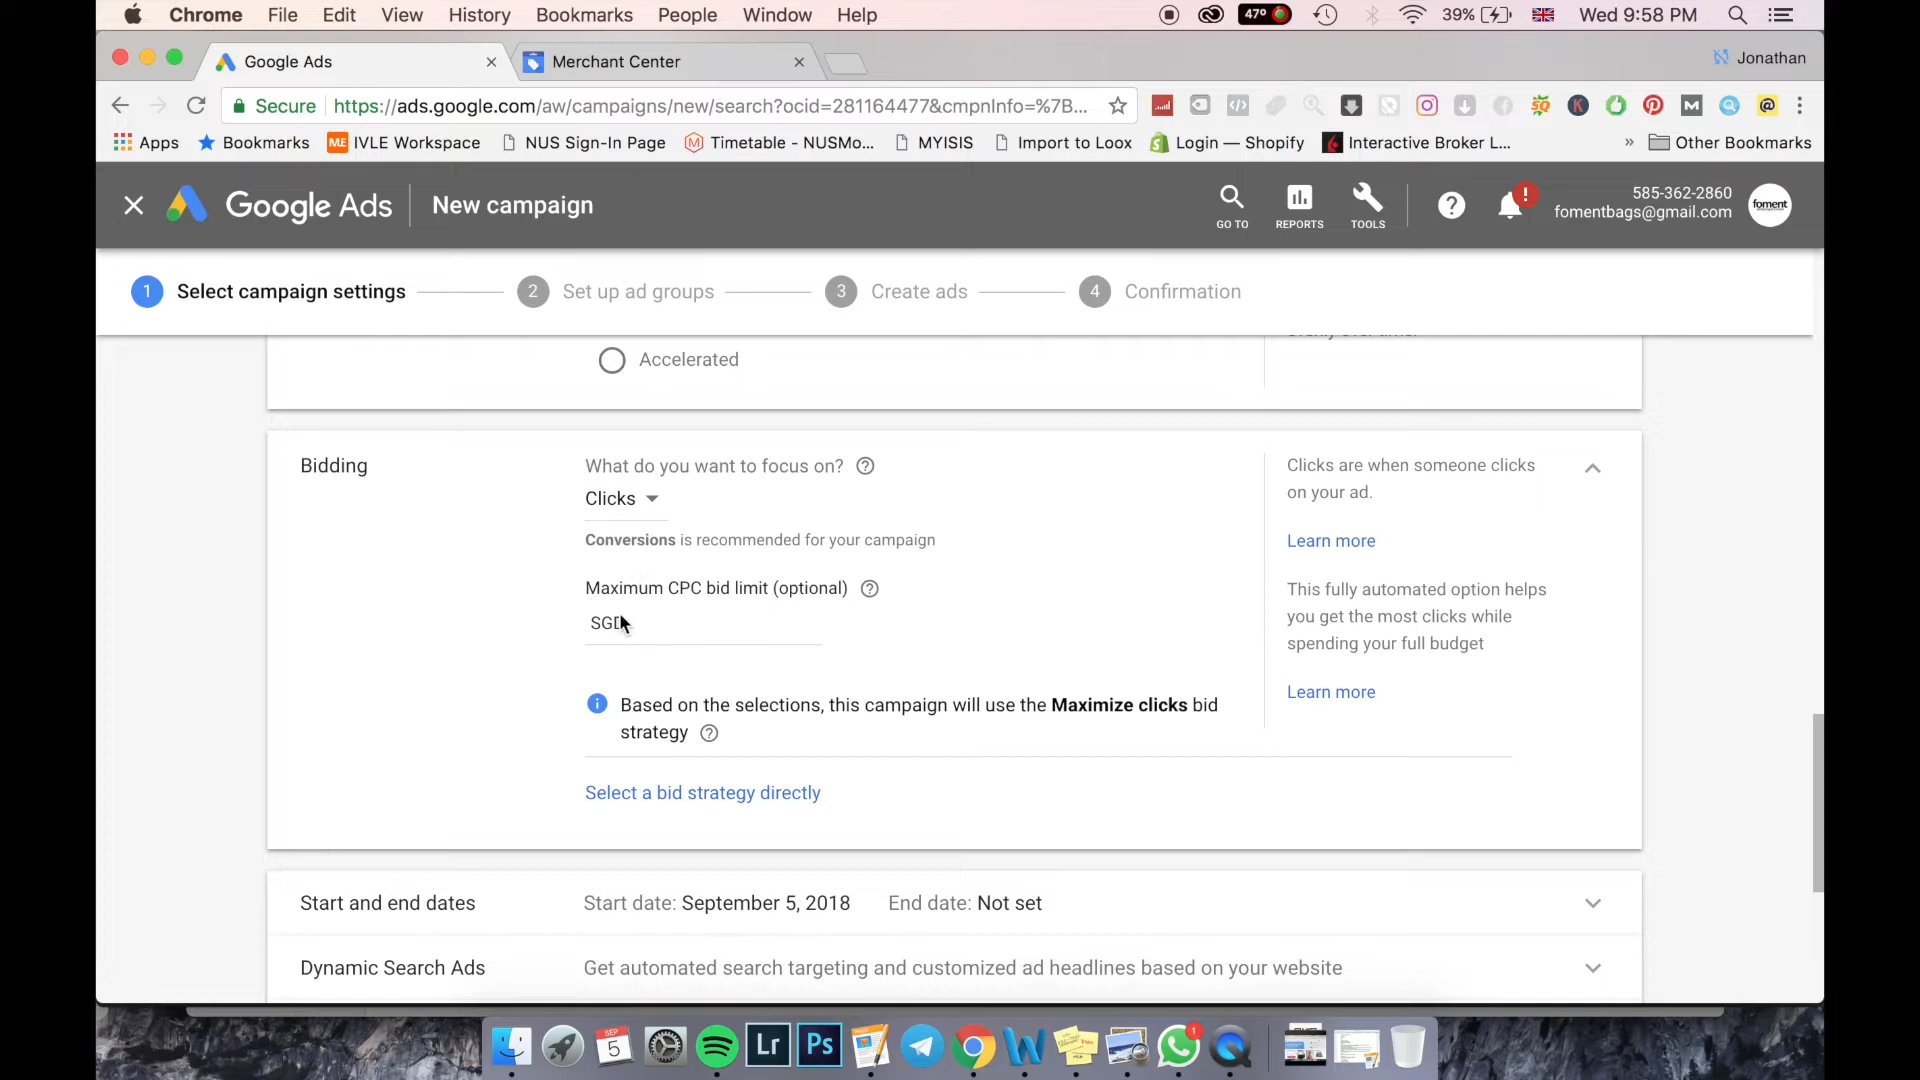 Chrome File Edit View History Bookmarks People Window Help 47° 39% Wed 9:58 PM
Google Ads Merchant Center Jonathan
Secure https://ads.google.com/aw/campaigns/new/search?ocid=281164477&cmpnInfo=%7B...
Apps Bookmarks IVLE Workspace NUS Sign-In Page Timetable - NUSMo... MYISIS Import to Loox Login — Shopify Interactive Broker L... » Other Bookmarks
Google Ads New campaign GO TO REPORTS TOOLS 585-362-2860
fomentbags@gmail.com foment
1 Select campaign settings 2 Set up ad groups 3 Create ads 4 Confirmation
Accelerated
Bidding
What do you want to focus on?
Clicks
Conversions is recommended for your campaign
Maximum CPC bid limit (optional)
SGD
Based on the selections, this campaign will use the Maximize clicks bid
strategy
Select a bid strategy directly
Clicks are when someone clicks
on your ad.
Learn more
This fully automated option helps
you get the most clicks while
spending your full budget
Learn more
Start and end dates Start date: September 5, 2018 End date: Not set
Dynamic Search Ads Get automated search targeting and customized ad headlines based on your website
SEP
5
Lr
Ps
1